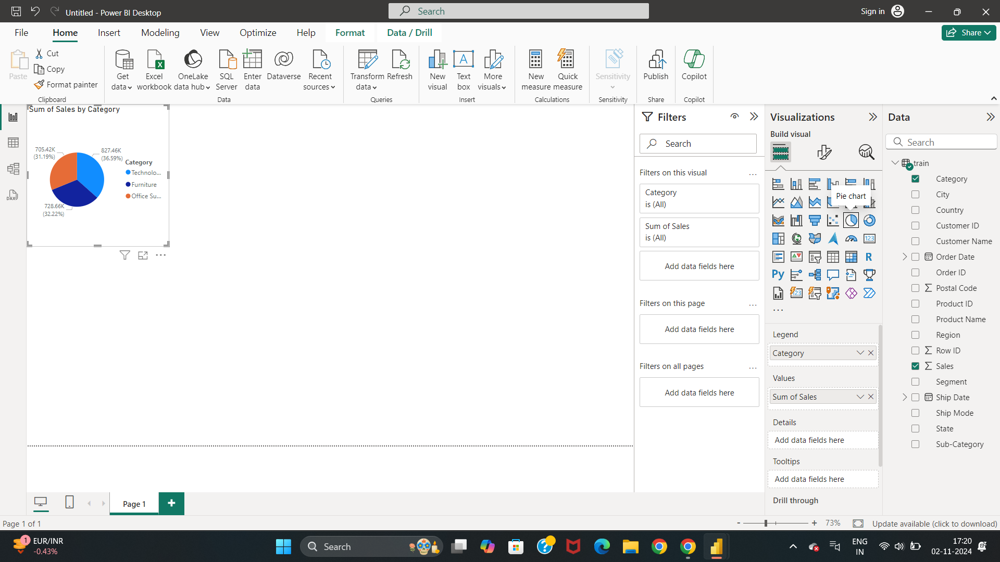 Untitled - Power BI Desktop
Search
Sign in
File Home Insert Modeling View Optimize Help Format Data / Drill
Share
Paste
Cut
Copy
Format painter
Clipboard
Get data
Excel workbook
OneLake data hub
SQL Server
Enter data
Dataverse
Recent sources
Data
Transform data
Refresh
Queries
New visual
Text box
More visuals
Insert
New measure
Quick measure
Calculations
Sensitivity
Sensitivity
Publish
Share
Copilot
Copilot
Sum of Sales by Category
705.42K
(31.19%)
827.46K
(36.59%)
728.66K
(32.22%)
Category
Technolo...
Furniture
Office Su...
Filters
Search
Filters on this visual
...
Category
is (All)
Sum of Sales
is (All)
Add data fields here
Filters on this page
...
Add data fields here
Filters on all pages
...
Add data fields here
Visualizations
Build visual
Pie chart
123
R
Py
123
...
Legend
Category
Values
Sum of Sales
Details
Add data fields here
Tooltips
Add data fields here
Drill through
Data
Search
train
Category
City
Country
Customer ID
Customer Name
Order Date
Order ID
Postal Code
Product ID
Product Name
Region
Row ID
Sales
Segment
Ship Date
Ship Mode
State
Sub-Category
DAX
Page 1
Page 1 of 1
- + 73%
Update available (click to download)
1
EUR/INR
-0.43%
Search
ENG
IN
17:20
02-11-2024